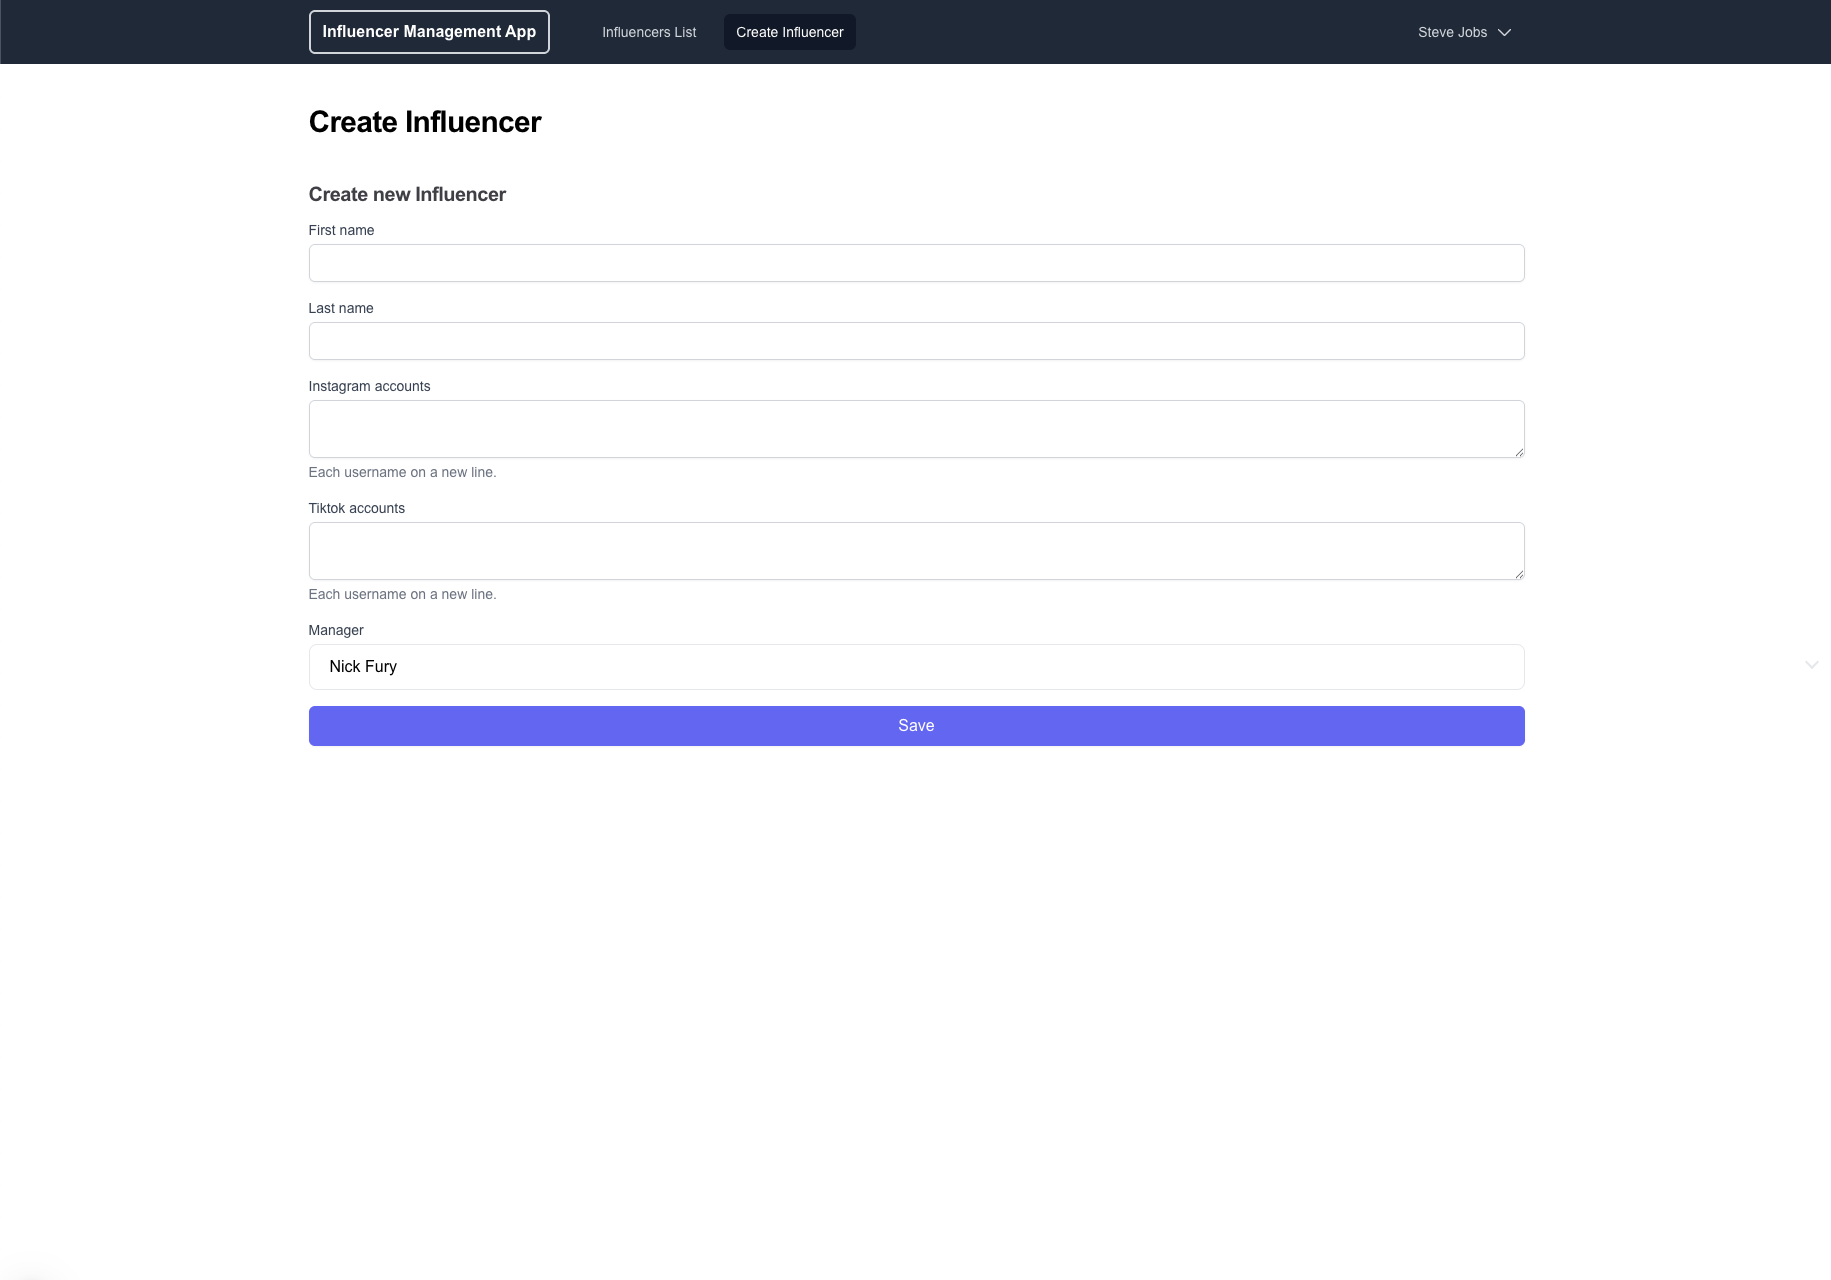 Influencer Management App
Influencers List
Create Influencer
Steve Jobs
Create Influencer
Create new Influencer
First name
Last name
Instagram accounts
Each username on a new line.
Tiktok accounts
Each username on a new line.
Manager
Nick Fury
Save